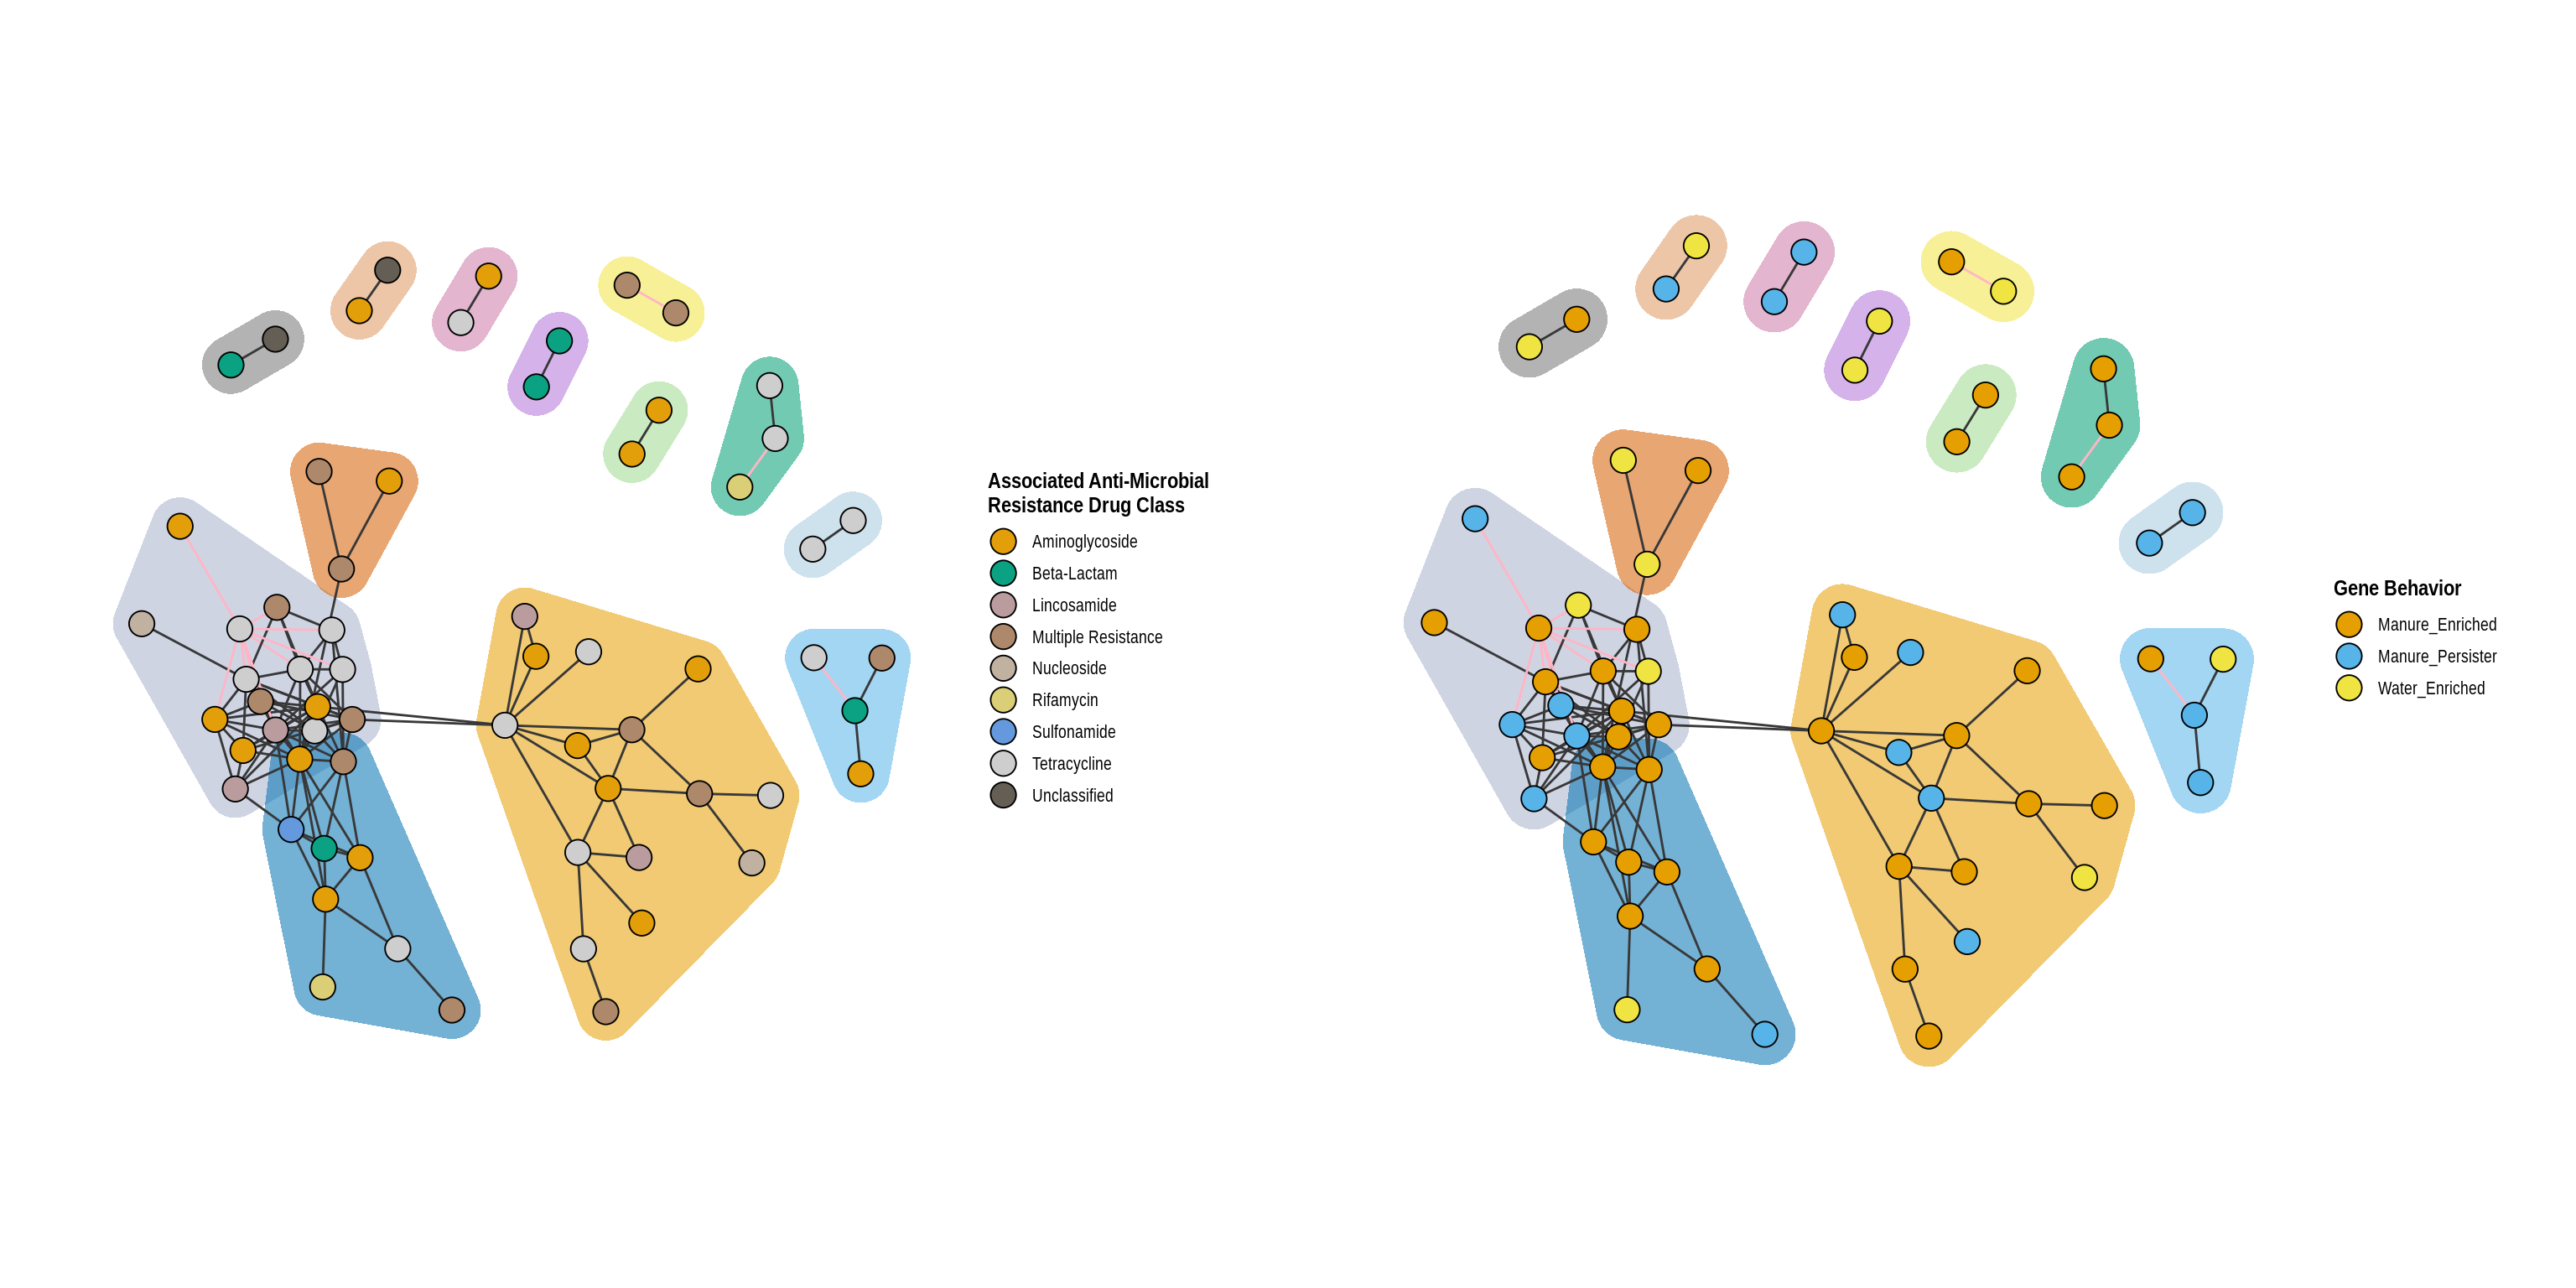 Associated Anti-Microbial
Resistance Drug Class
Aminoglycoside
Beta-Lactam
Lincosamide
Multiple Resistance
Nucleoside
Rifamycin
Sulfonamide
Tetracycline
Unclassified
Gene Behavior
Manure_Enriched
Manure_Persister
Water_Enriched